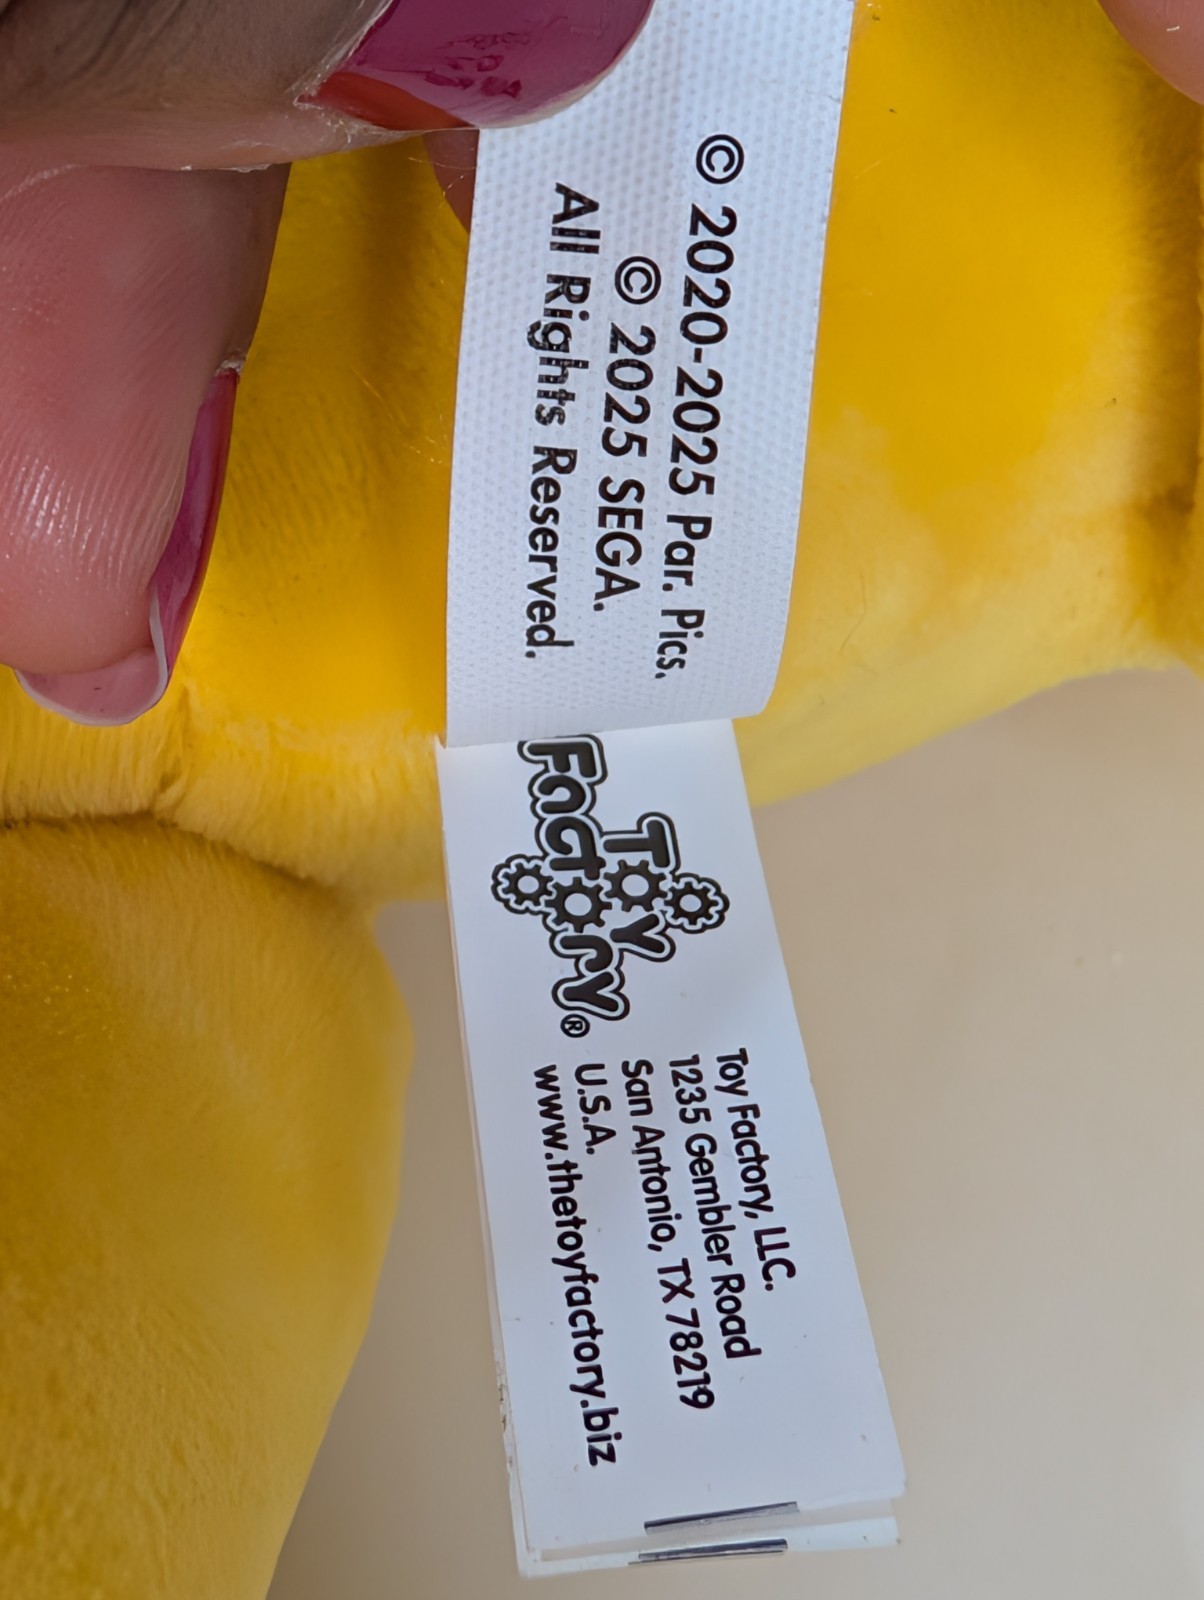 © 2020-2025 Par. Pics.
© 2025 SEGA.
All Rights Reserved.
Toy
Factory®
Toy Factory, LLC.
1235 Gembler Road
San Antonio, TX 78219
U.S.A.
www.thetoyfactory.biz